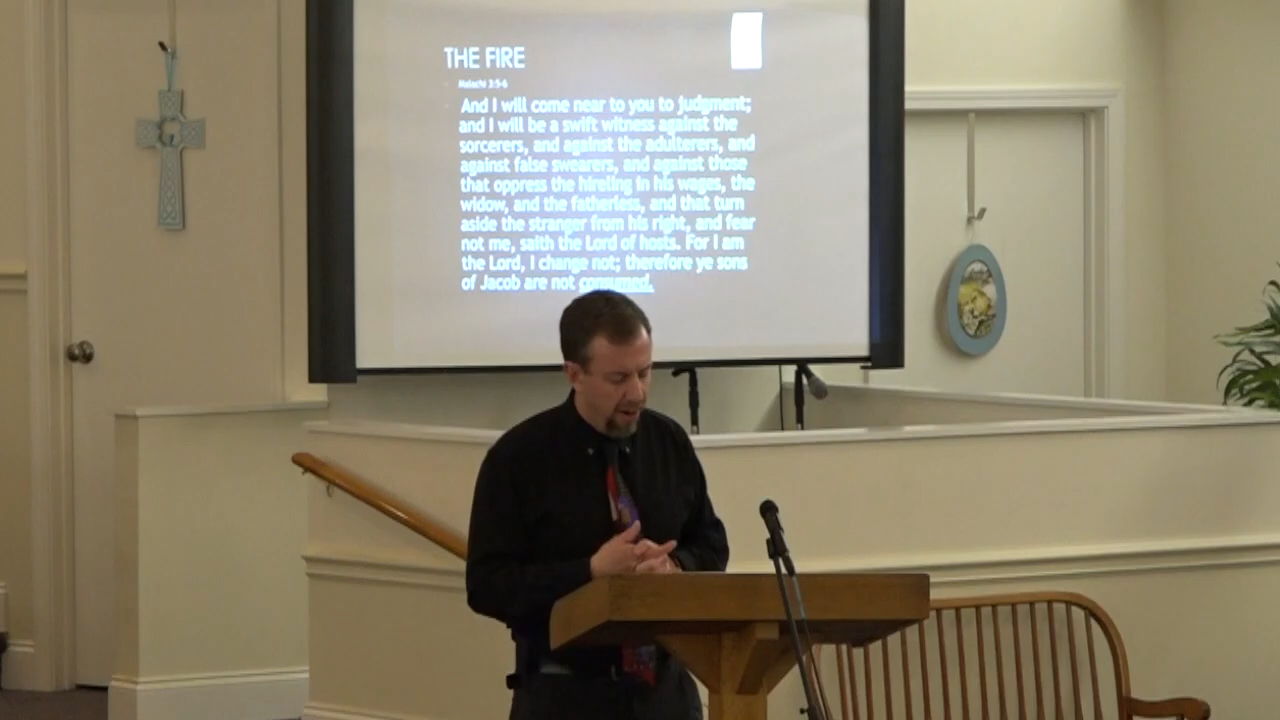 THE FIRE
Malachi 3:5-6
And I will come near to you to judgment;
and I will be a swift witness against the
sorcerers, and against the adulterers, and
against false swearers, and against those
that oppress the hireling in his wages, the
widow, and the fatherless, and that turn
aside the stranger from his right, and fear
not me, saith the Lord of hosts. For I am
the Lord, I change not; therefore ye sons
of Jacob are not consumed.